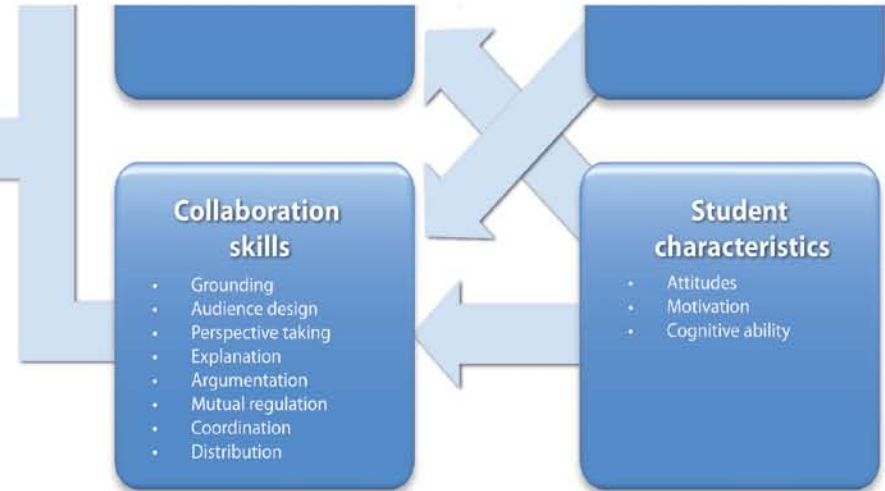 Collaboration
skills
• Grounding
• Audience design
• Perspective taking
• Explanation
• Argumentation
• Mutual regulation
• Coordination
• Distribution
Student
characteristics
• Attitudes
• Motivation
• Cognitive ability